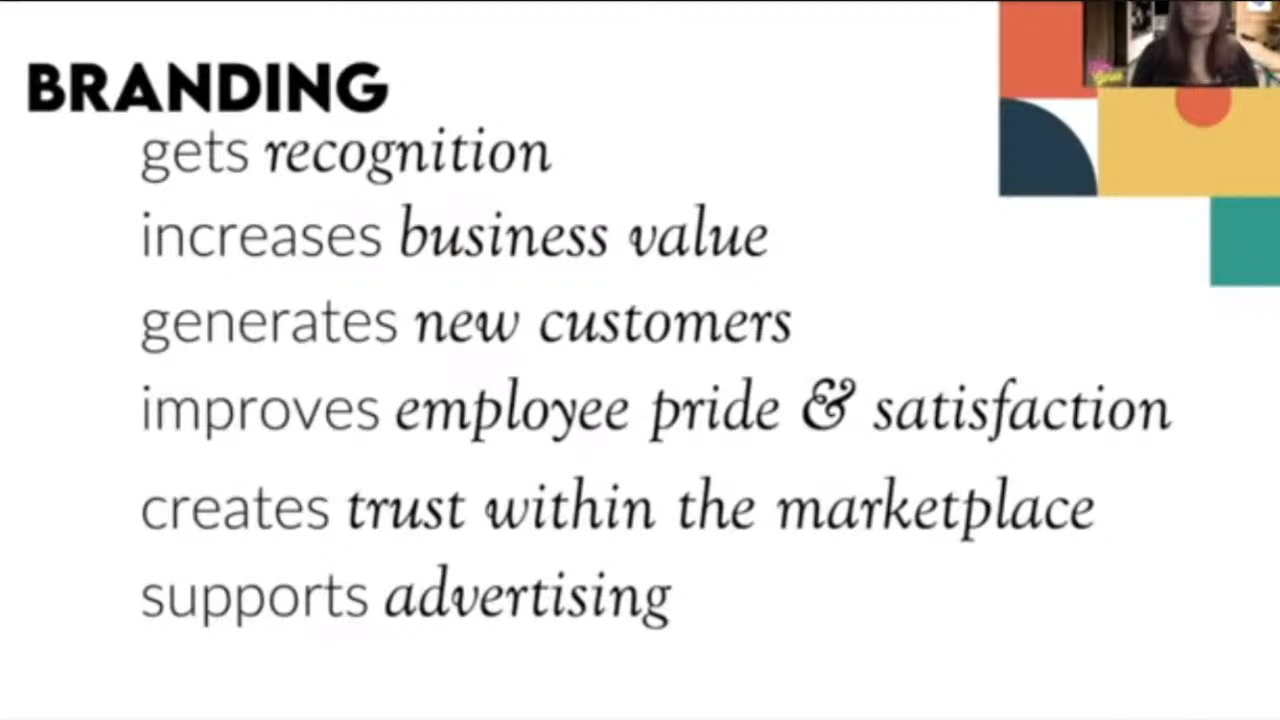 BRANDING
gets recognition
increases business value
generates new customers
improves employee pride & satisfaction
creates trust within the marketplace
supports advertising